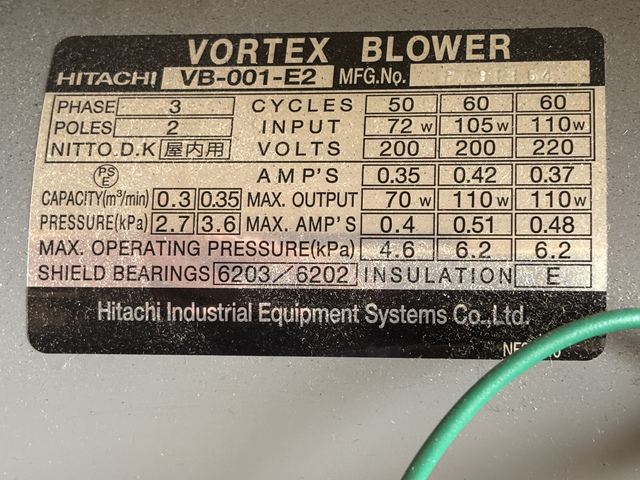 VORTEX BLOWER
HITACHI VB-001-E2 MFG.No.
PHASE 3 CYCLES 50 60 60
POLES 2 INPUT 72 W 105 W 110 W
NITTO.D.K 屋内用 VOLTS 200 200 220
PS E AMP'S 0.35 0.42 0.37
CAPACITY(m³/min) 0.3 0.35 MAX. OUTPUT 70 W 110 W 110 W
PRESSURE(kPa) 2.7 3.6 MAX. AMP'S 0.4 0.51 0.48
MAX. OPERATING PRESSURE(kPa) 4.6 6.2 6.2
SHIELD BEARINGS 6203/6202 INSULATION E
Hitachi Industrial Equipment Systems Co.,Ltd.